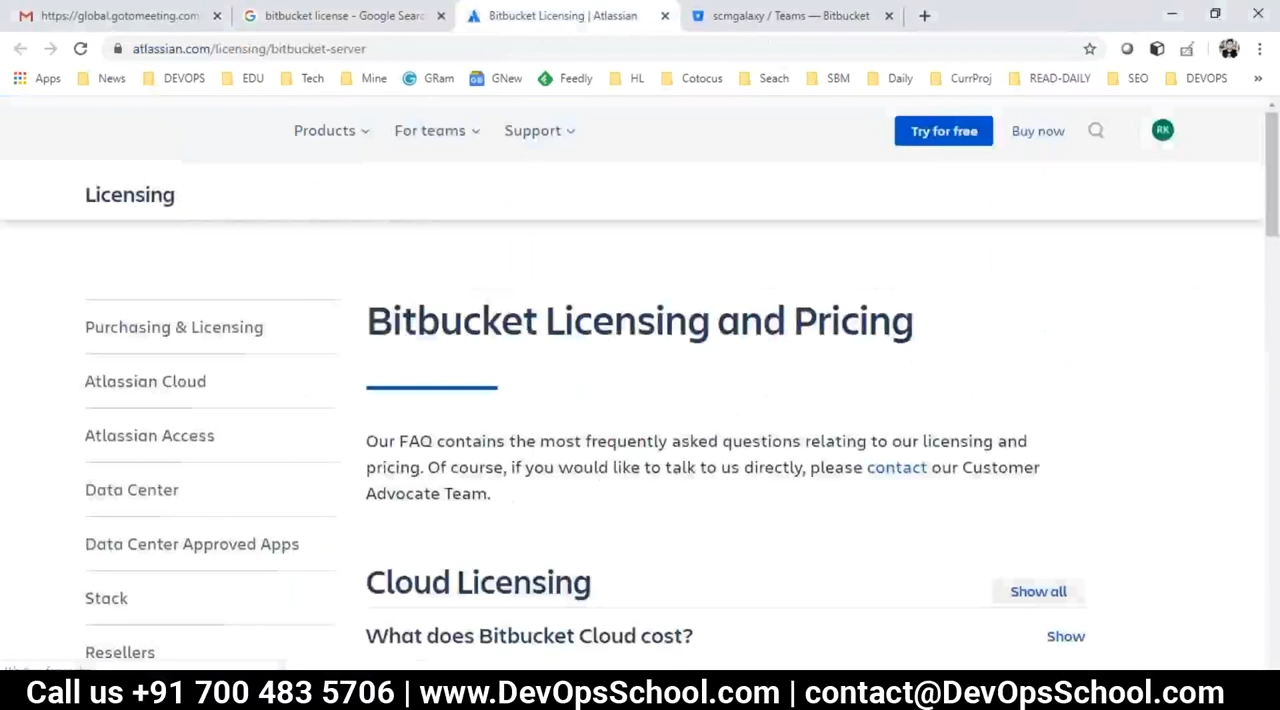 https://global.gotomeeting.com
bitbucket license - Google Searc
Bitbucket Licensing | Atlassian
scmgalaxy / Teams — Bitbucket
atlassian.com/licensing/bitbucket-server
Apps News DEVOPS EDU Tech Mine GRam GNew Feedly HL Cotocus Seach SBM Daily CurrProj READ-DAILY SEO DEVOPS »
Products For teams Support Try for free Buy now RK
Licensing
Purchasing & Licensing
Atlassian Cloud
Atlassian Access
Data Center
Data Center Approved Apps
Stack
Resellers
Bitbucket Licensing and Pricing
Our FAQ contains the most frequently asked questions relating to our licensing and
pricing. Of course, if you would like to talk to us directly, please contact our Customer
Advocate Team.
Cloud Licensing Show all
What does Bitbucket Cloud cost? Show
Call us +91 700 483 5706 | www.DevOpsSchool.com | contact@DevOpsSchool.com